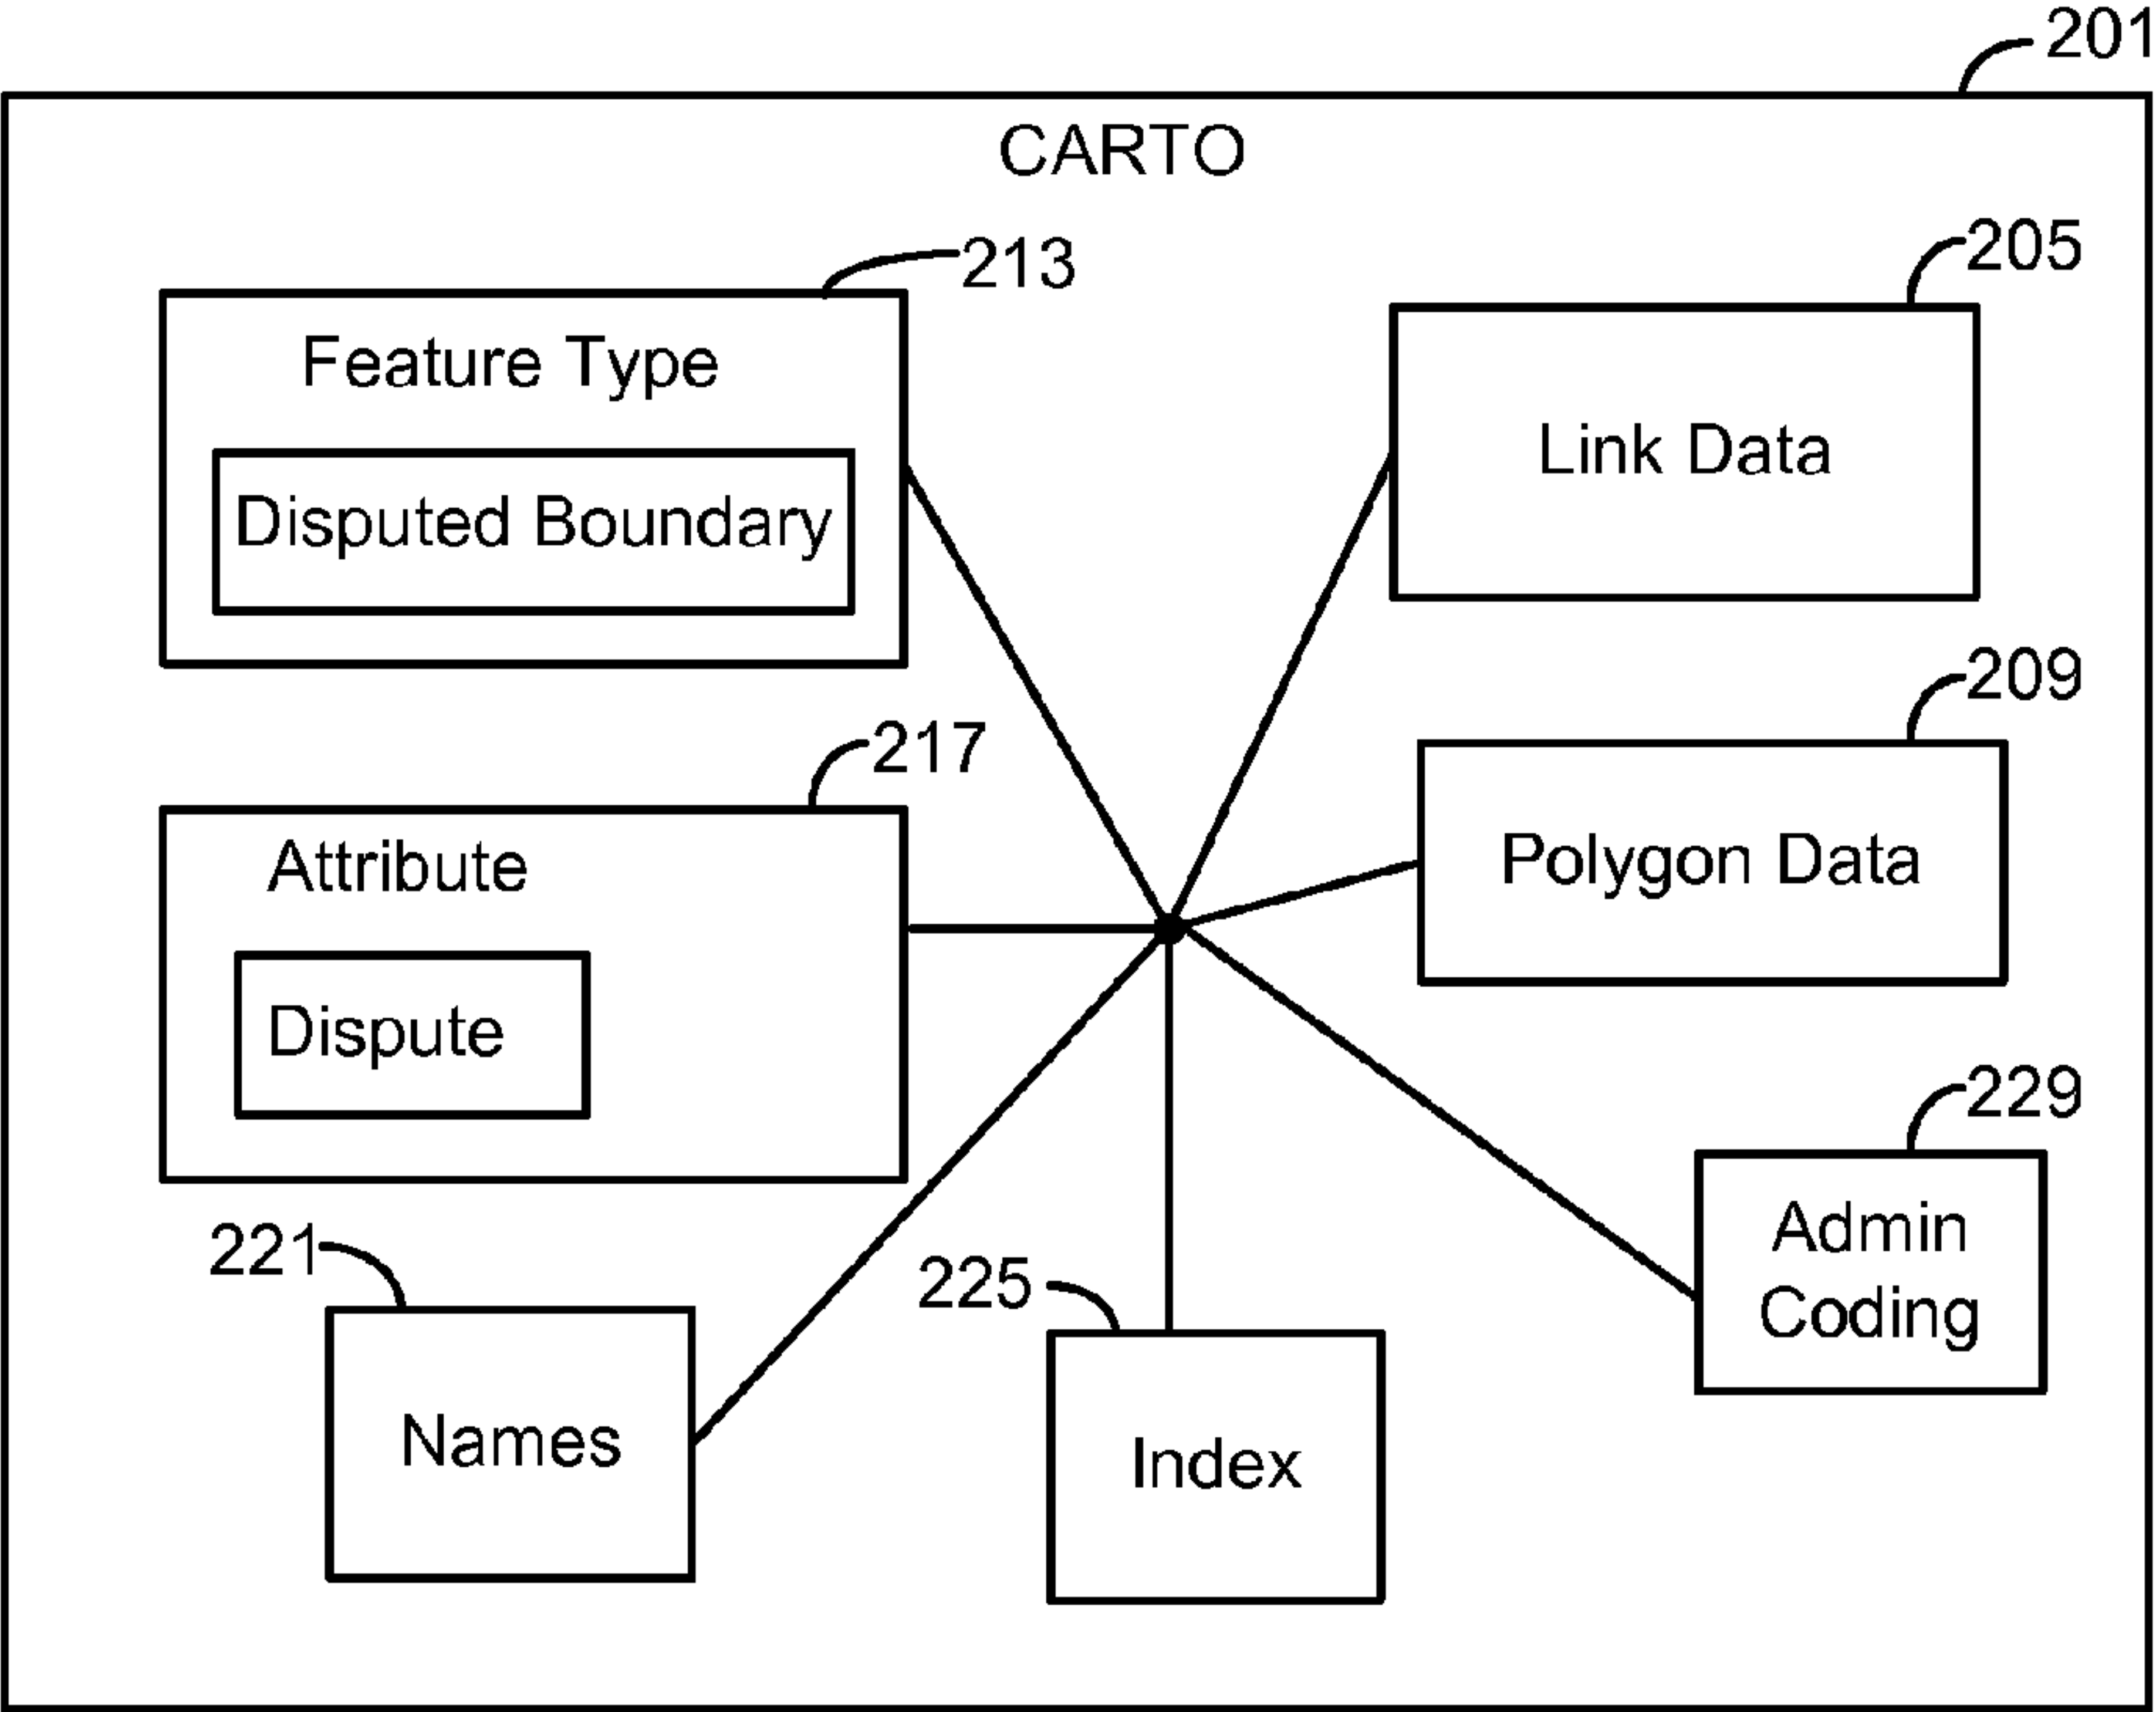 201
CARTO
213
Feature Type
Disputed Boundary
205
Link Data
217
Attribute
Dispute
209
Polygon Data
221
Names
225
Index
229
Admin
Coding